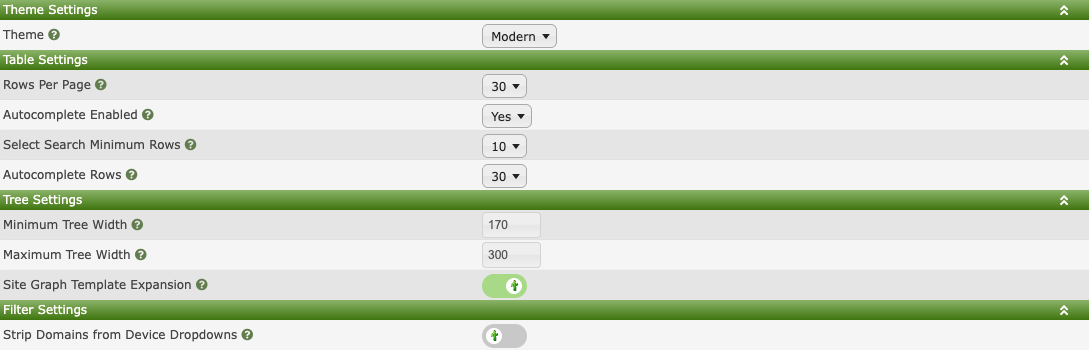 Theme Settings
Theme ? Modern
Table Settings
Rows Per Page ? 30
Autocomplete Enabled ? Yes
Select Search Minimum Rows ? 10
Autocomplete Rows ? 30
Tree Settings
Minimum Tree Width ? 170
Maximum Tree Width ? 300
Site Graph Template Expansion ?
Filter Settings
Strip Domains from Device Dropdowns ?